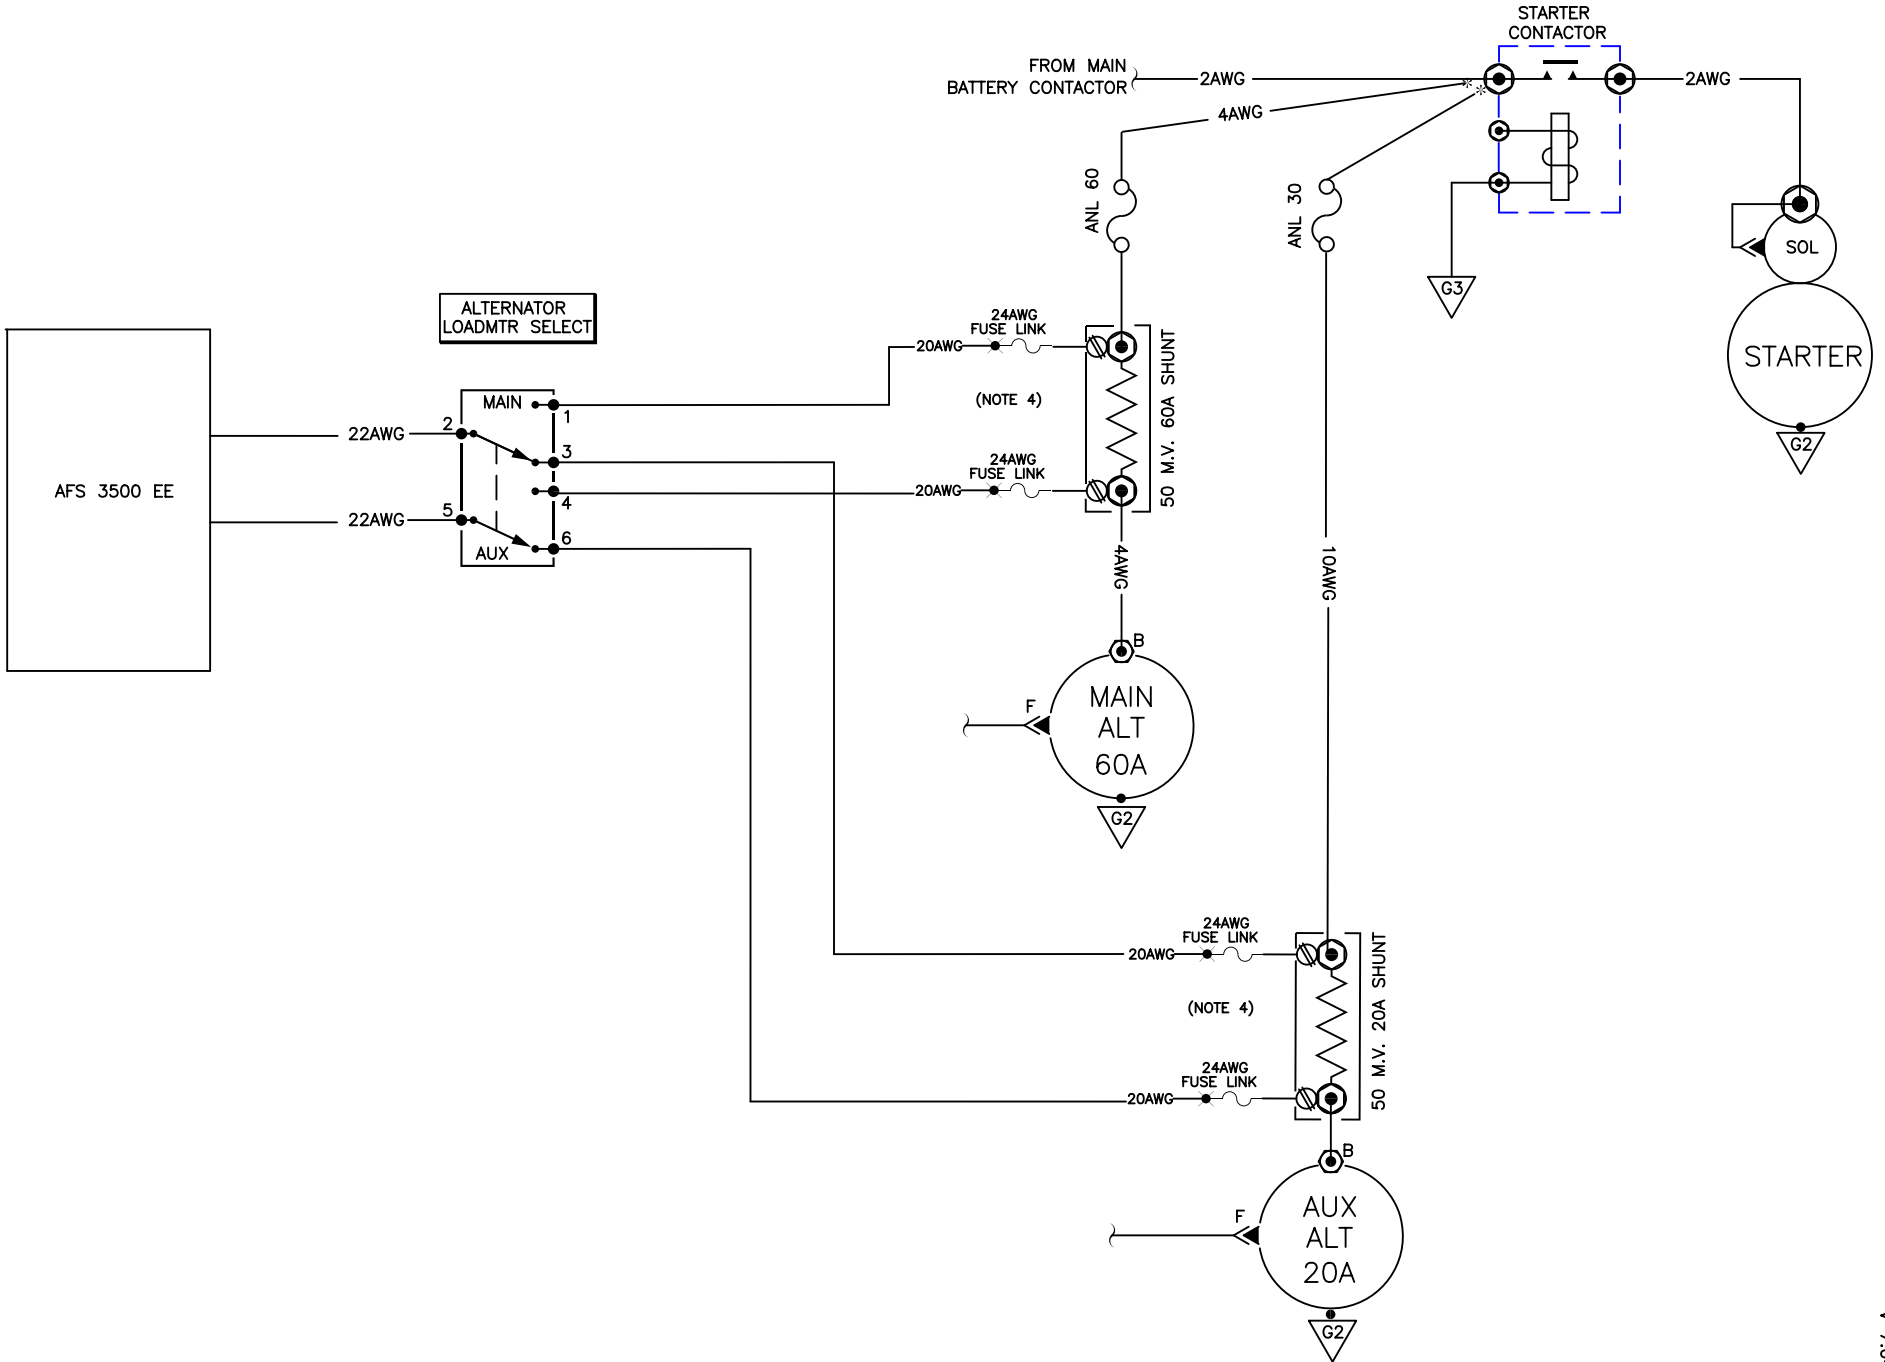 STARTER
CONTACTOR
FROM MAIN
BATTERY CONTACTOR
2AWG
2AWG
4AWG
ANL 60
ANL 30
SOL
G3
STARTER
G2
ALTERNATOR
LOADMTR SELECT
24AWG
FUSE LINK
20AWG
50 M.V. 60A SHUNT
MAIN
1
(NOTE 4)
2
22AWG
3
24AWG
FUSE LINK
20AWG
AFS 3500 EE
4
5
22AWG
6
AUX
4AWG
10AWG
B
F
MAIN
ALT
60A
G2
24AWG
FUSE LINK
20AWG
50 M.V. 20A SHUNT
(NOTE 4)
24AWG
FUSE LINK
20AWG
B
F
AUX
ALT
20A
G2